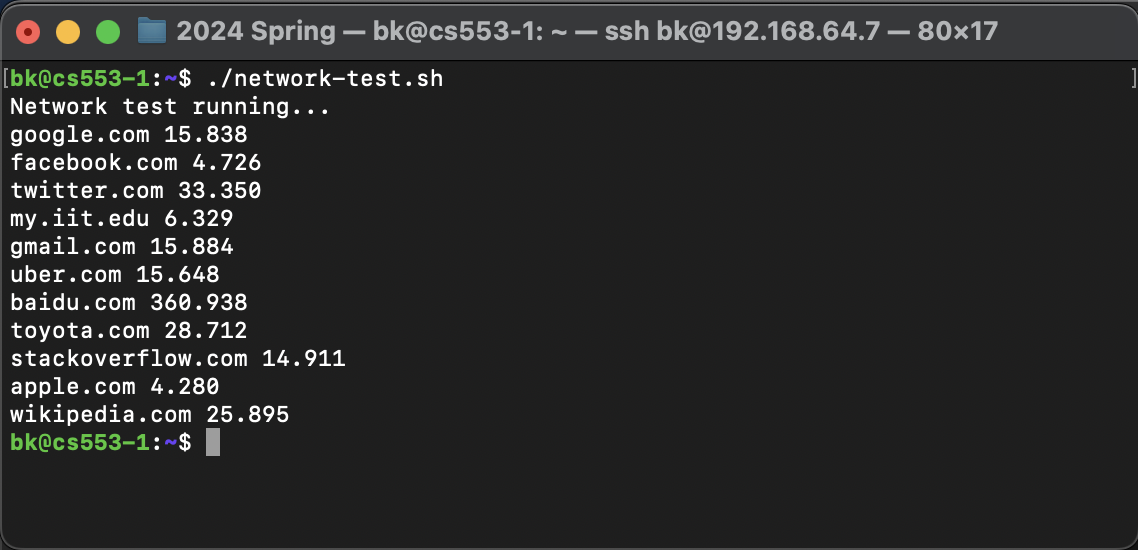 2024 Spring — bk@cs553-1: ~ — ssh bk@192.168.64.7 — 80×17
[bk@cs553-1:~$ ./network-test.sh ]
Network test running...
google.com 15.838
facebook.com 4.726
twitter.com 33.350
my.iit.edu 6.329
gmail.com 15.884
uber.com 15.648
baidu.com 360.938
toyota.com 28.712
stackoverflow.com 14.911
apple.com 4.280
wikipedia.com 25.895
bk@cs553-1:~$